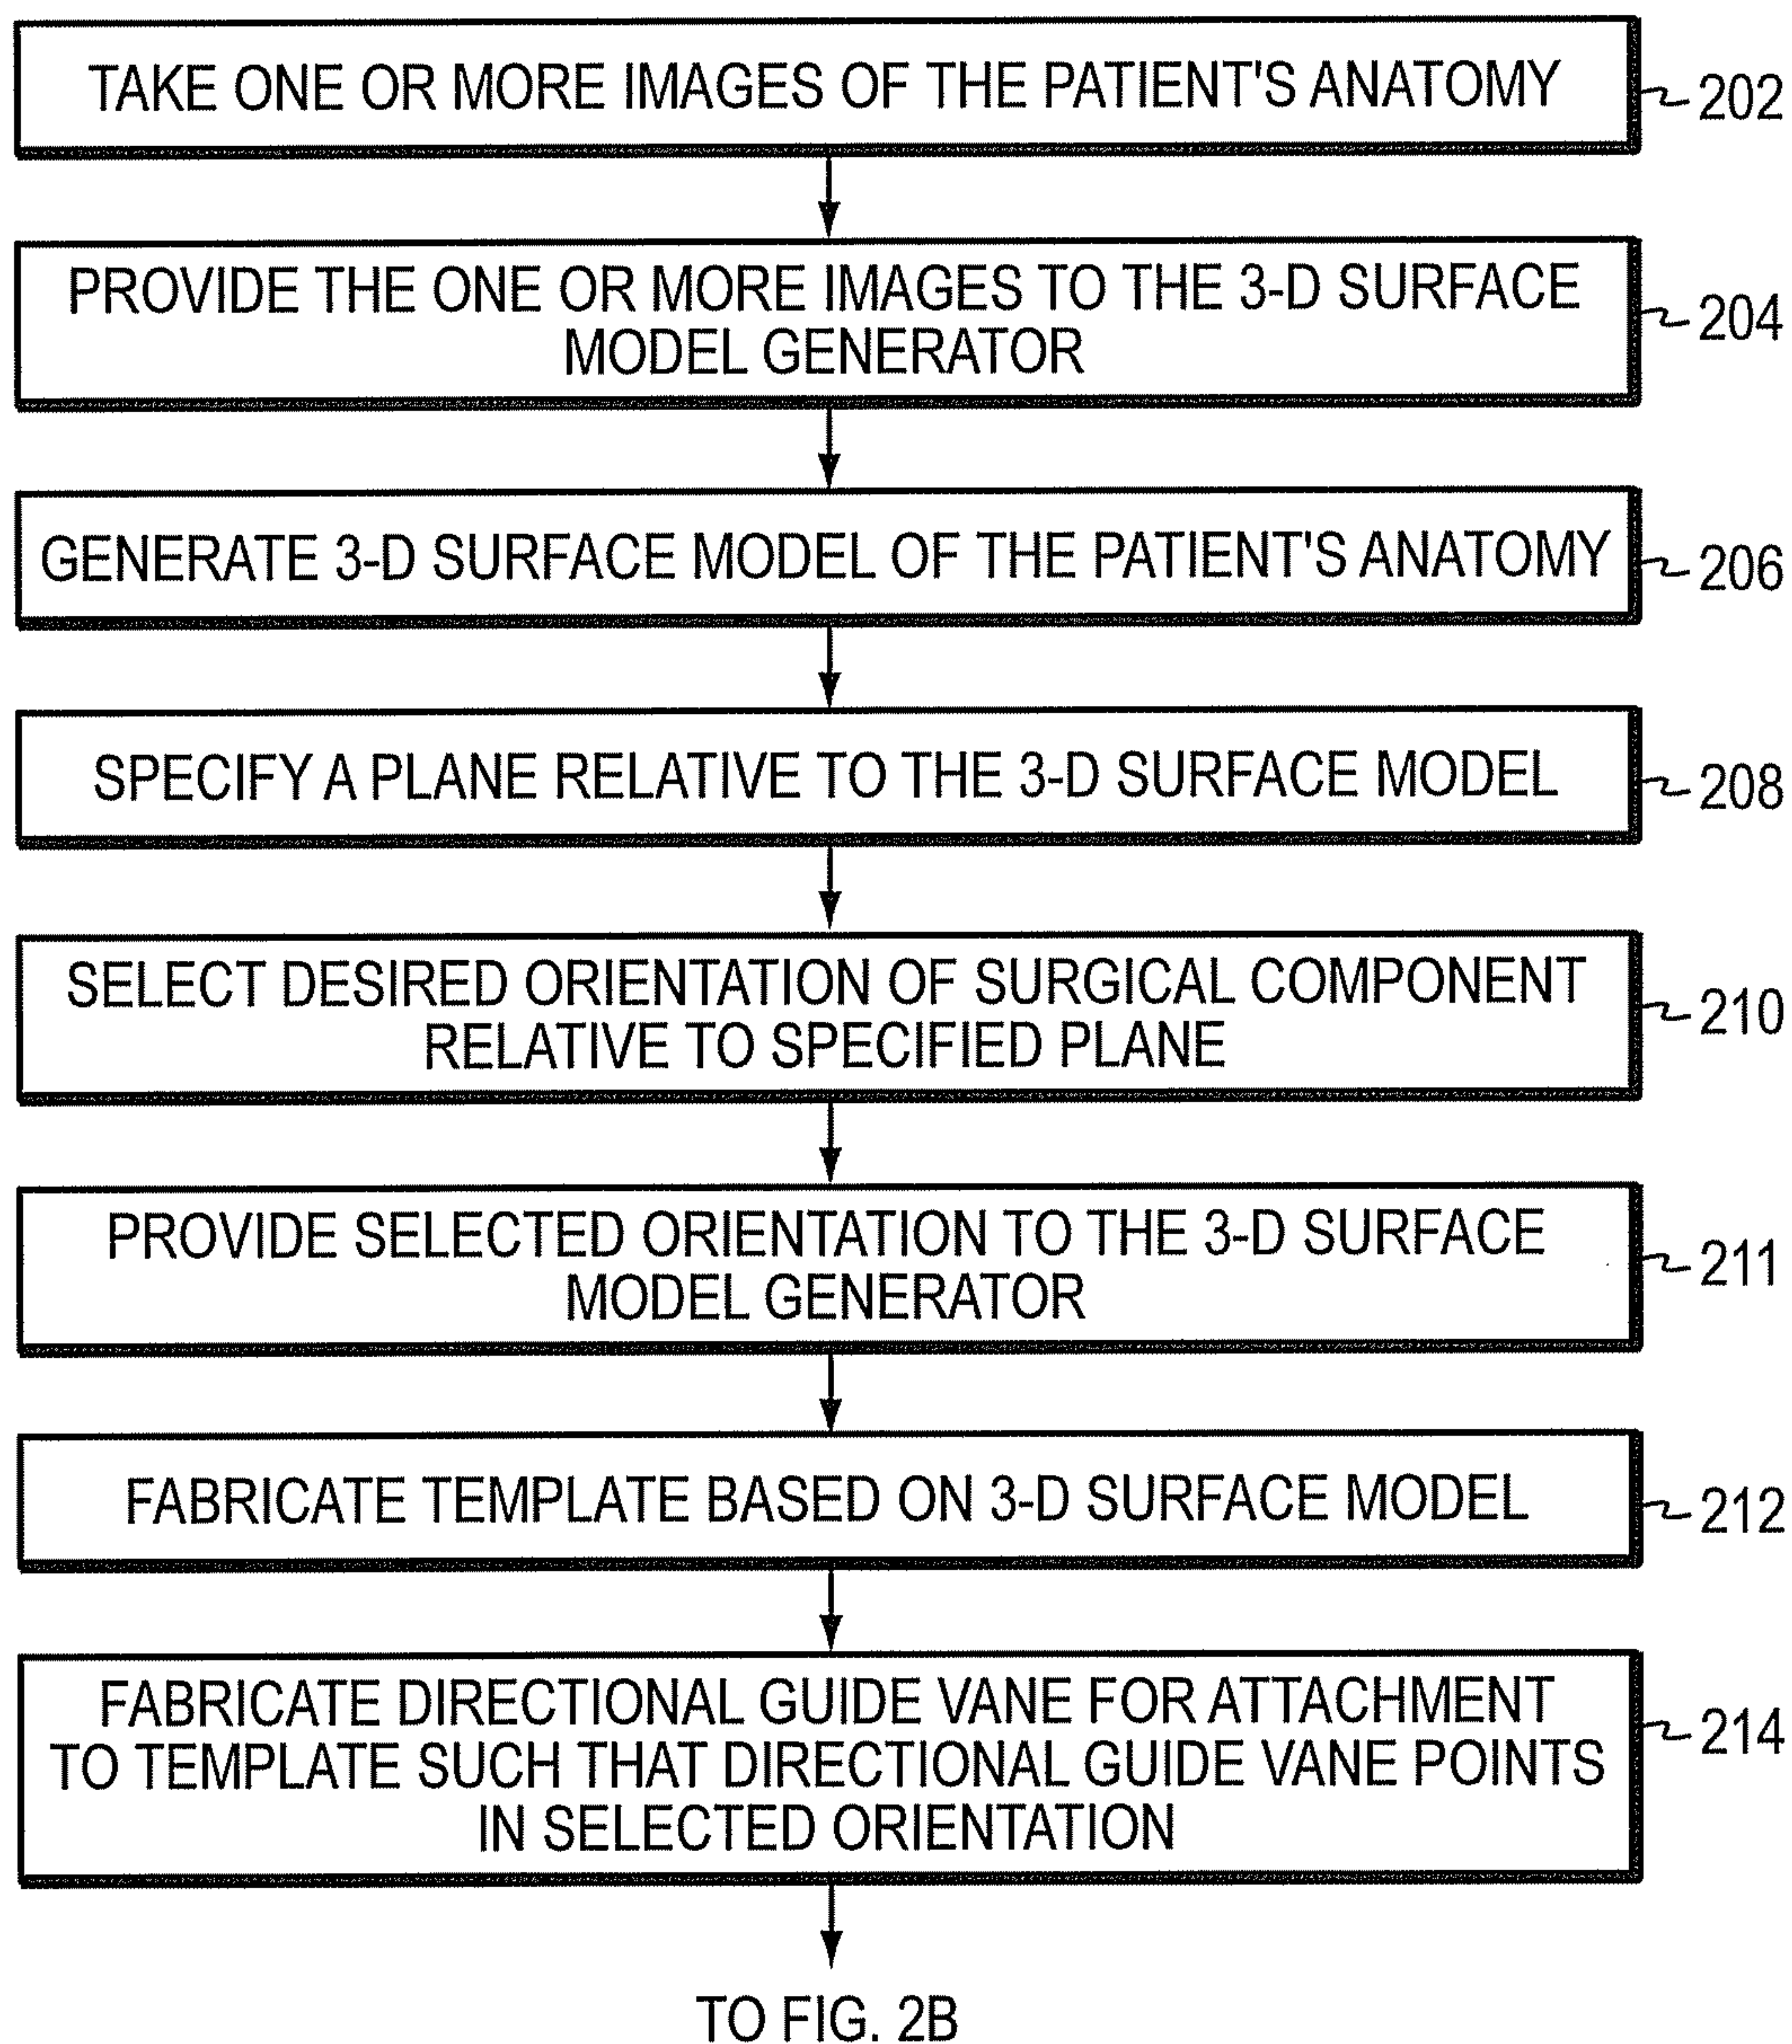 TAKE ONE OR MORE IMAGES OF THE PATIENT'S ANATOMY
202
PROVIDE THE ONE OR MORE IMAGES TO THE 3-D SURFACE
MODEL GENERATOR
204
GENERATE 3-D SURFACE MODEL OF THE PATIENT'S ANATOMY
206
SPECIFY A PLANE RELATIVE TO THE 3-D SURFACE MODEL
208
SELECT DESIRED ORIENTATION OF SURGICAL COMPONENT
RELATIVE TO SPECIFIED PLANE
210
PROVIDE SELECTED ORIENTATION TO THE 3-D SURFACE
MODEL GENERATOR
211
FABRICATE TEMPLATE BASED ON 3-D SURFACE MODEL
212
FABRICATE DIRECTIONAL GUIDE VANE FOR ATTACHMENT
TO TEMPLATE SUCH THAT DIRECTIONAL GUIDE VANE POINTS
IN SELECTED ORIENTATION
214
TO FIG. 2B